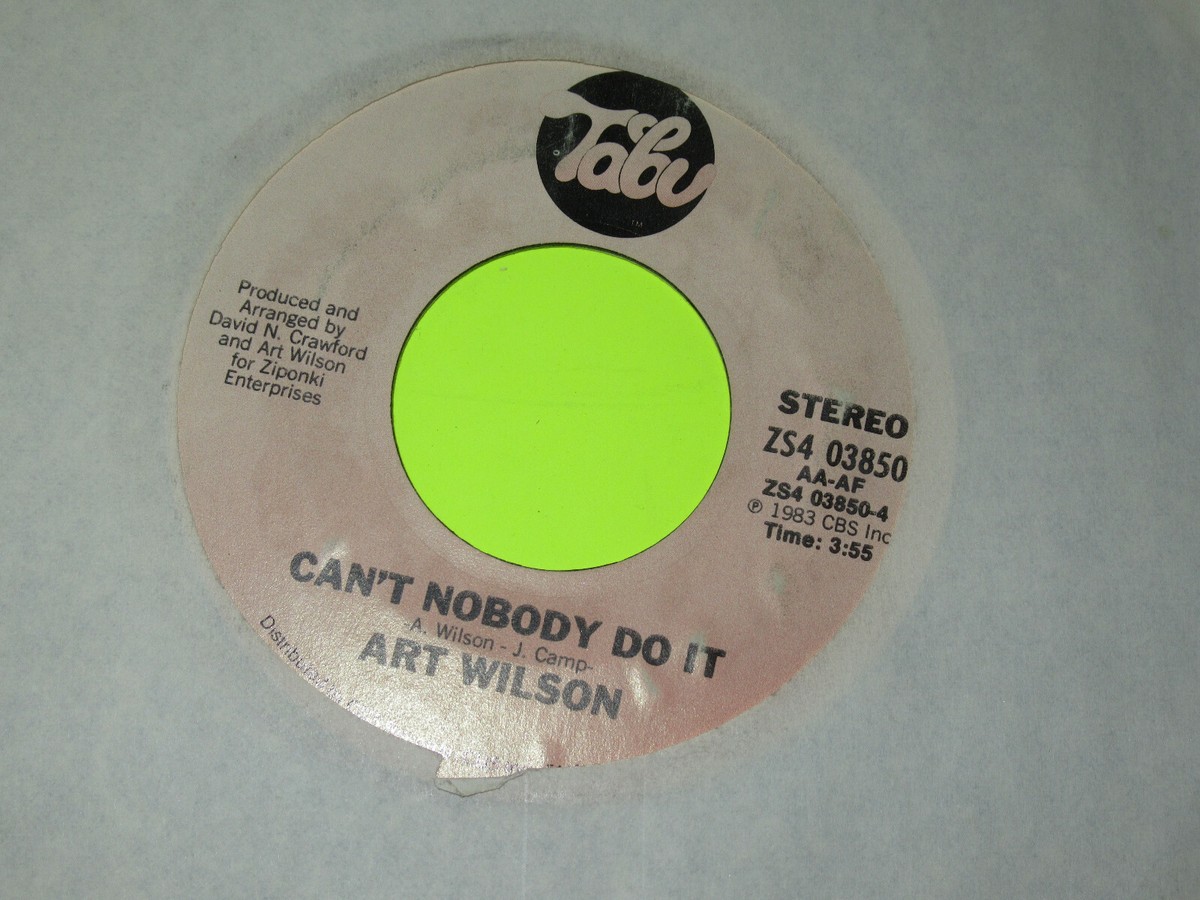 Tabu
TM
Produced and
Arranged by
David N. Crawford
and Art Wilson
for Ziponki
Enterprises
STEREO
ZS4 03850
AA-AF
ZS4 03850-4
℗ 1983 CBS Inc
Time: 3:55
CAN'T NOBODY DO IT
-A. Wilson - J. Camp-
ART WILSON